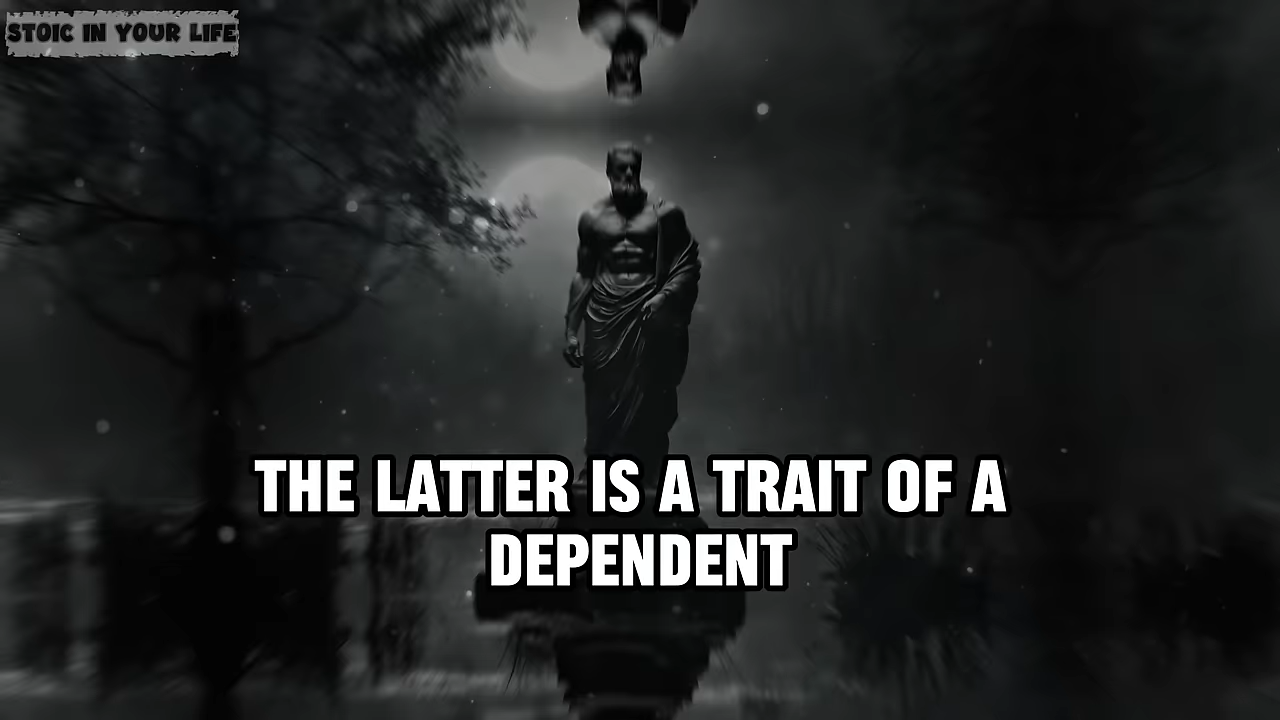 STOIC IN YOUR LIFE
THE LATTER IS A TRAIT OF A
DEPENDENT